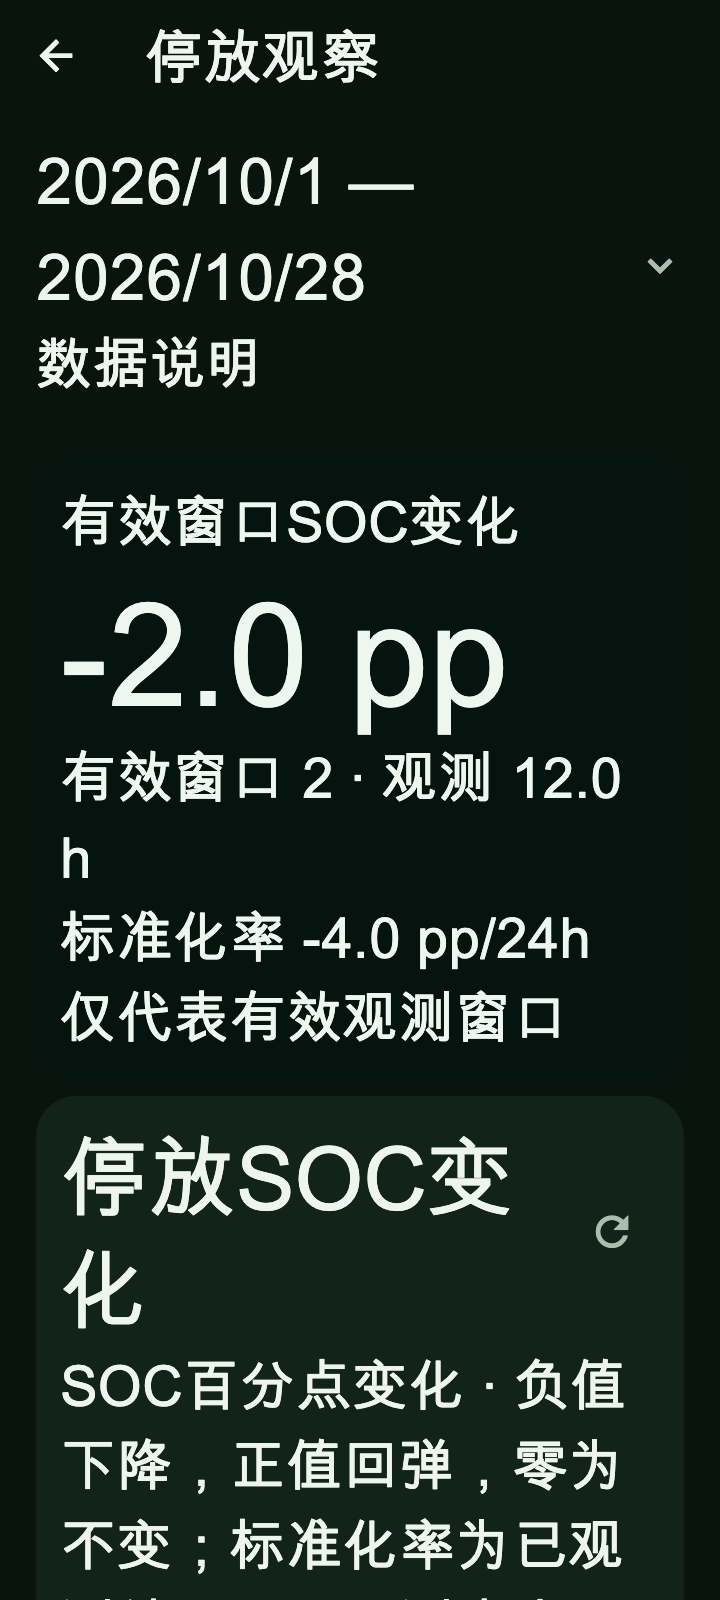 停放观察
2026/10/1 —
2026/10/28
数据说明
有效窗口SOC变化
-2.0 pp
有效窗口 2 · 观测 12.0
h
标准化率 -4.0 pp/24h
仅代表有效观测窗口
停放SOC变
化
SOC百分点变化 · 负值
下降，正值回弹，零为
不变；标准化率为已观